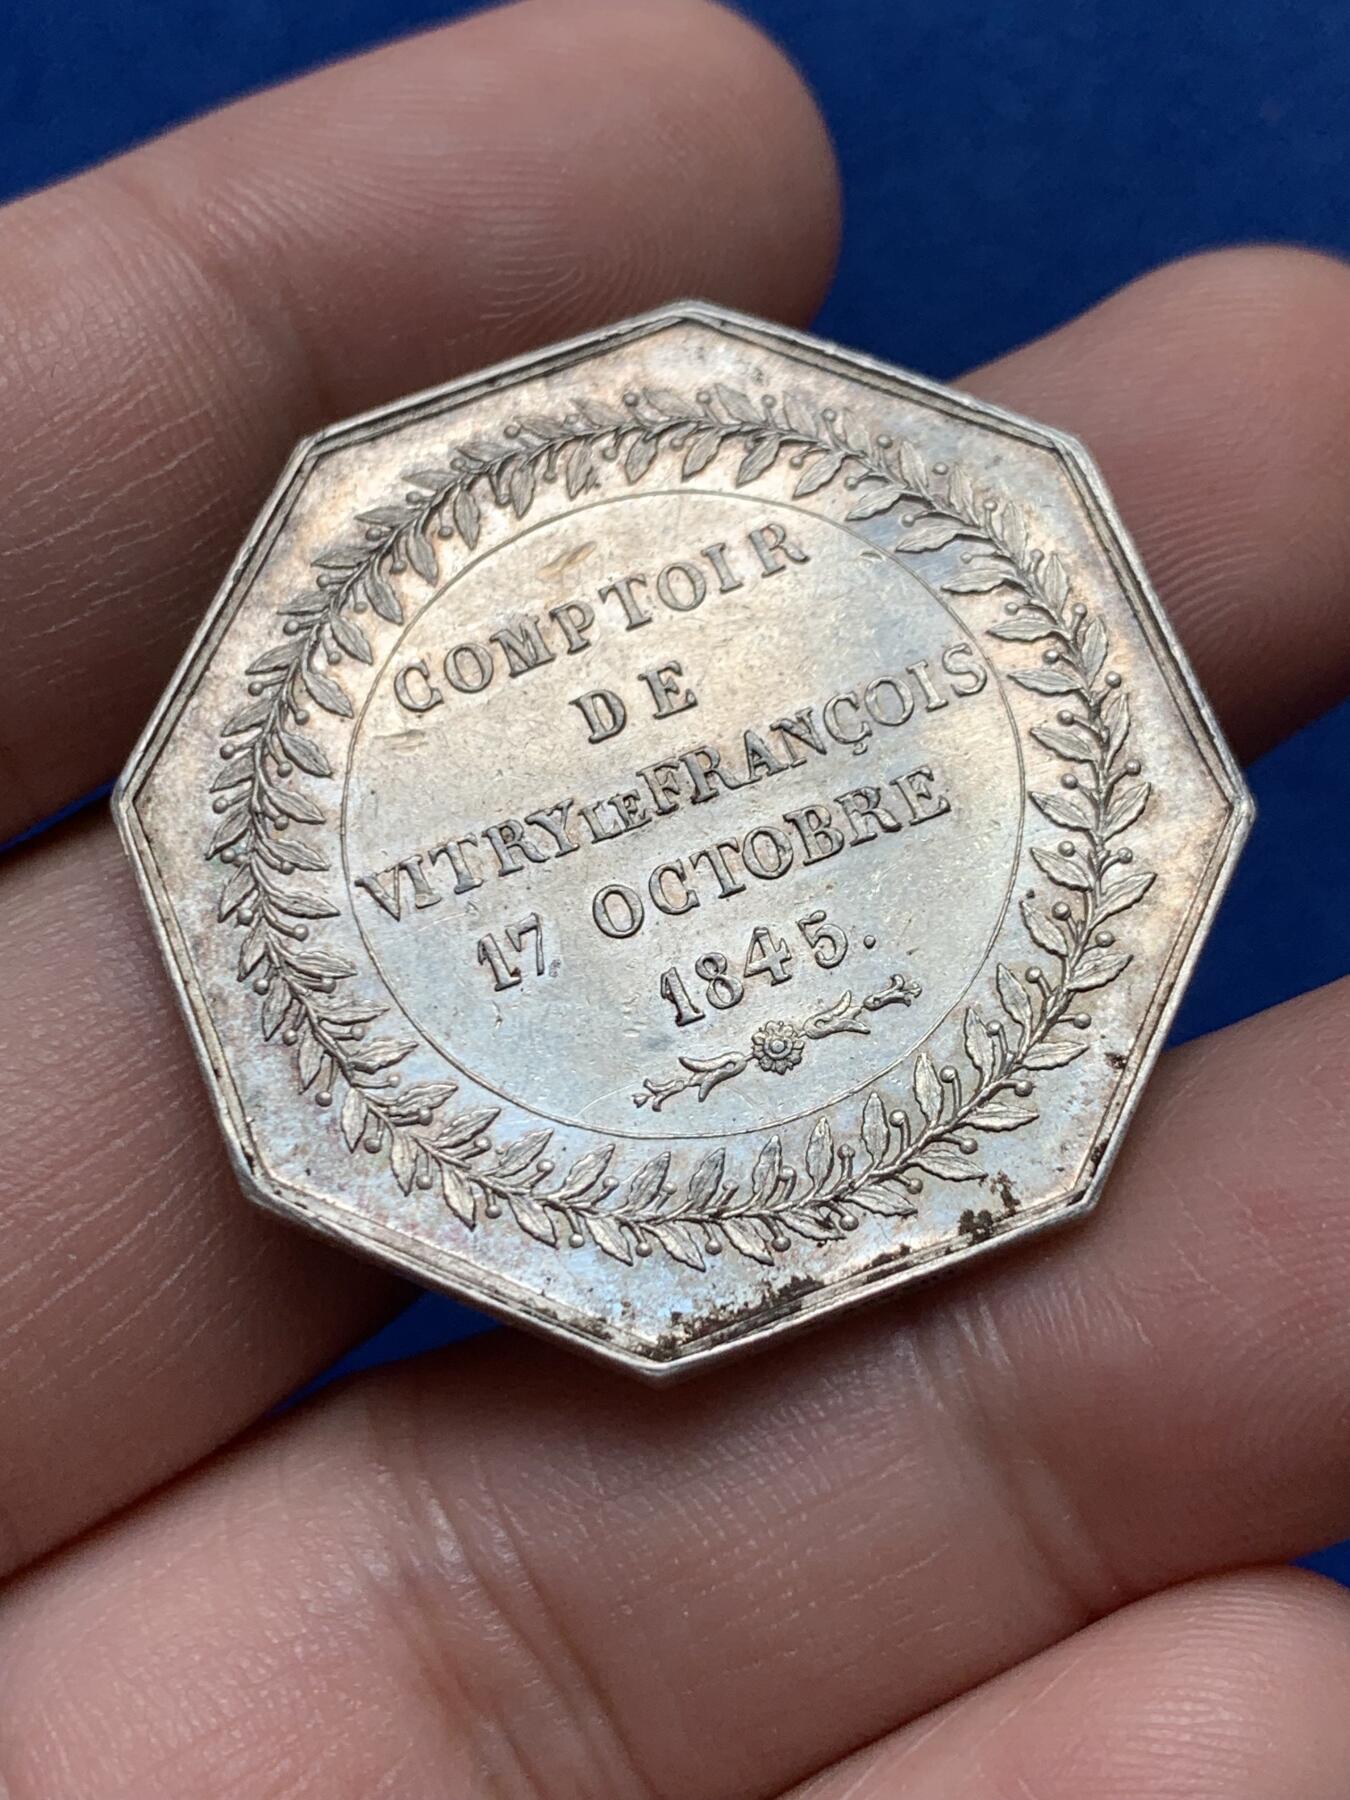 COMPTOIR
DE
VITRY LE FRANÇOIS
17 OCTOBRE
1845.